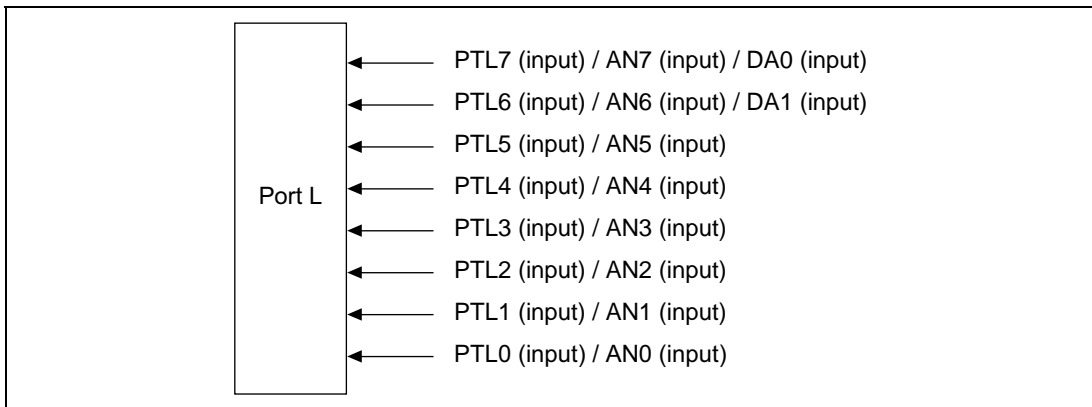 PTL7 (input) / AN7 (input) / DA0 (input)
PTL6 (input) / AN6 (input) / DA1 (input)
PTL5 (input) / AN5 (input)
PTL4 (input) / AN4 (input)
Port L
PTL3 (input) / AN3 (input)
PTL2 (input) / AN2 (input)
PTL1 (input) / AN1 (input)
PTL0 (input) / AN0 (input)